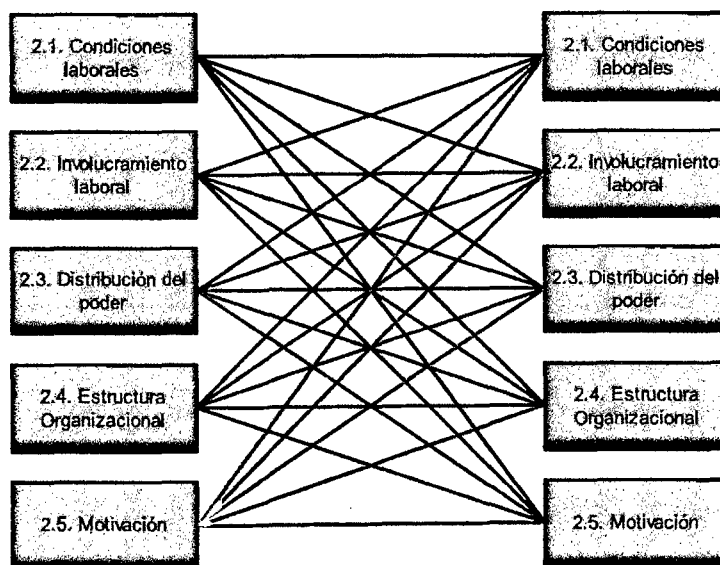 2.1. Condiciones
laborales
2.2. Involucramiento
laboral
2.3. Distribución del
poder
2.4. Estructura
Organizacional
2.5. Motivación
2.1. Condiciones
laborales
2.2. Involucramiento
laboral
2.3. Distribución del
poder
2.4. Estructura
Organizacional
2.5. Motivación